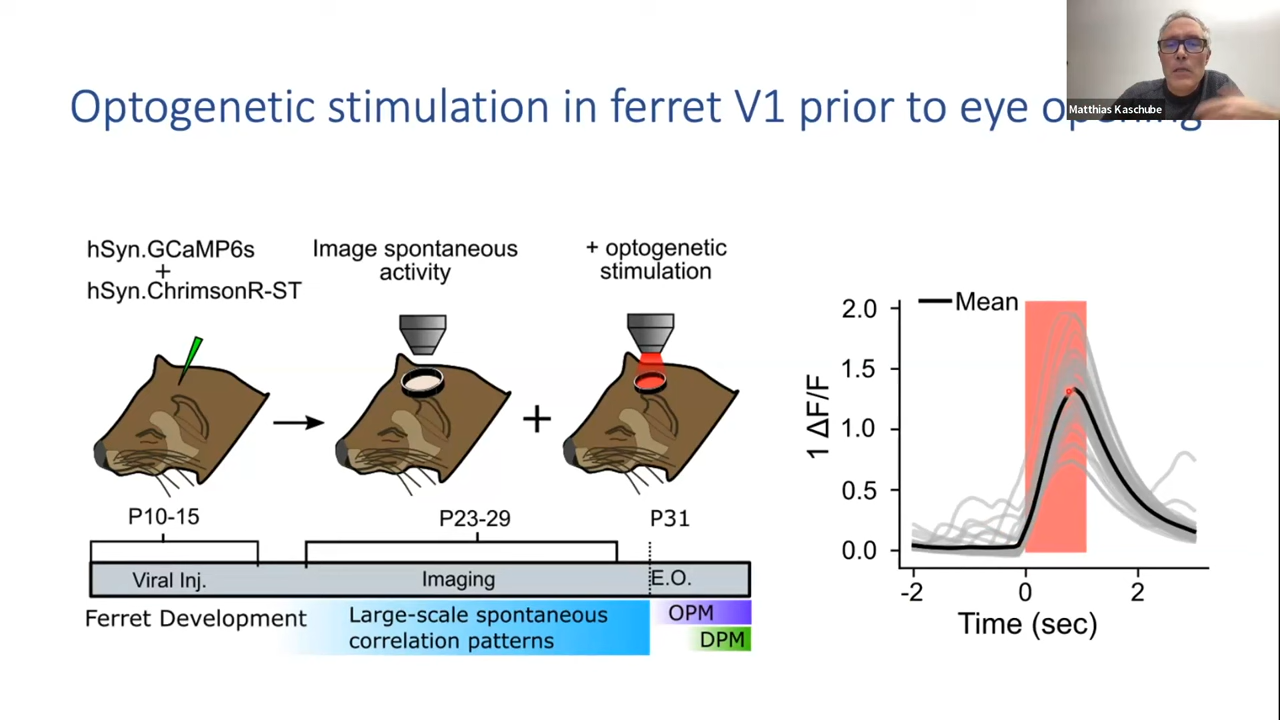 Optogenetic stimulation in ferret V1 prior to eye opening
Matthias Kaschube
hSyn.GCaMP6s
+
hSyn.ChrimsonR-ST
Image spontaneous
activity
+ optogenetic
stimulation
+
P10-15
P23-29
P31
Viral Inj.
Imaging
E.O.
Ferret Development
Large-scale spontaneous
correlation patterns
OPM
DPM
Mean
1 ΔF/F
2.0
1.5
1.0
0.5
0.0
-2
0
2
Time (sec)